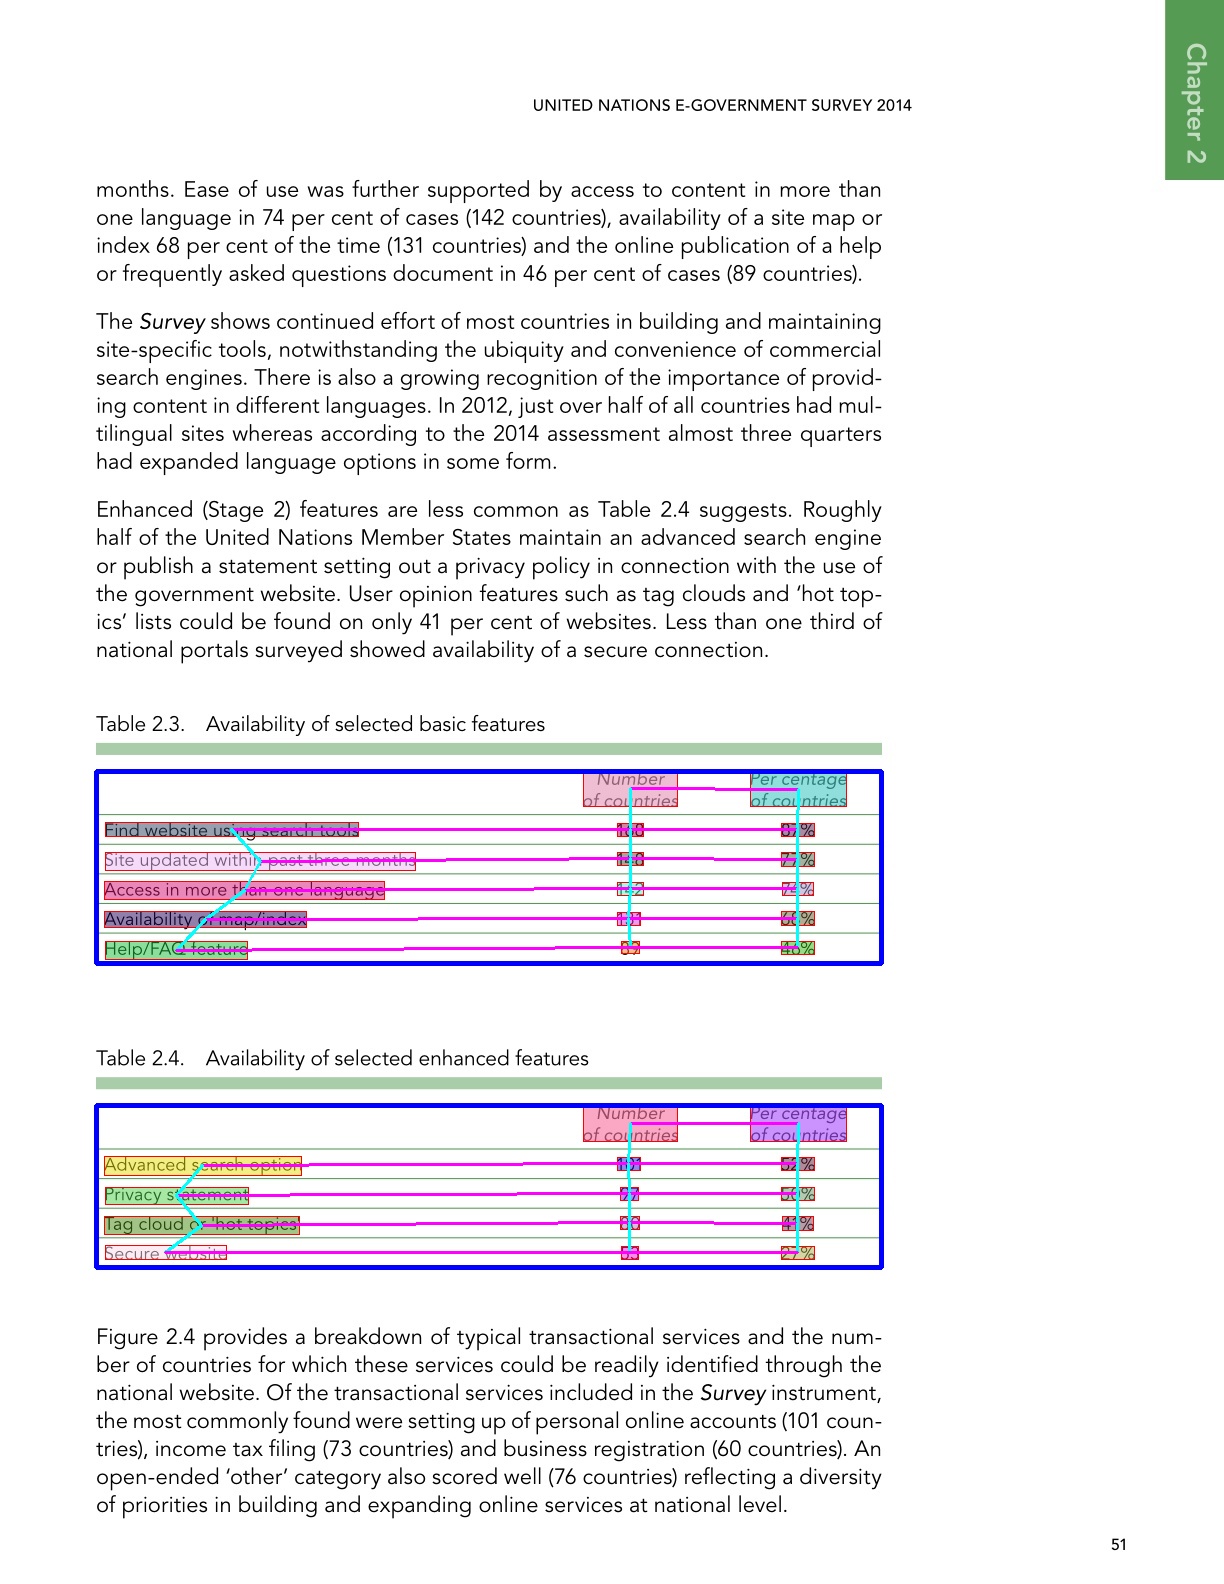 Chapter 2
UNITED NATIONS E-GOVERNMENT SURVEY 2014
months. Ease of use was further supported by access to content in more than
one language in 74 per cent of cases (142 countries), availability of a site map or
index 68 per cent of the time (131 countries) and the online publication of a help
or frequently asked questions document in 46 per cent of cases (89 countries).
The Survey shows continued effort of most countries in building and maintaining
site-specific tools, notwithstanding the ubiquity and convenience of commercial
search engines. There is also a growing recognition of the importance of provid-
ing content in different languages. In 2012, just over half of all countries had mul-
tilingual sites whereas according to the 2014 assessment almost three quarters
had expanded language options in some form.
Enhanced (Stage 2) features are less common as Table 2.4 suggests. Roughly
half of the United Nations Member States maintain an advanced search engine
or publish a statement setting out a privacy policy in connection with the use of
the government website. User opinion features such as tag clouds and ‘hot top-
ics’ lists could be found on only 41 per cent of websites. Less than one third of
national portals surveyed showed availability of a secure connection.
Table 2.3. Availability of selected basic features
Number Per centage
of countries of countries
Find website using search tools 87%
Site updated within past three months 148 77%
Access in more than one language 142 74%
Availability of map/index 131 68%
Help/FAQ feature 89 46%
Table 2.4. Availability of selected enhanced features
Number Per centage
of countries of countries
Advanced search option 101 52%
Privacy statement 97 50%
Tag cloud or 'hot topics' 80 41%
Secure website 27%
Figure 2.4 provides a breakdown of typical transactional services and the num-
ber of countries for which these services could be readily identified through the
national website. Of the transactional services included in the Survey instrument,
the most commonly found were setting up of personal online accounts (101 coun-
tries), income tax filing (73 countries) and business registration (60 countries). An
open-ended ‘other’ category also scored well (76 countries) reflecting a diversity
of priorities in building and expanding online services at national level.
51